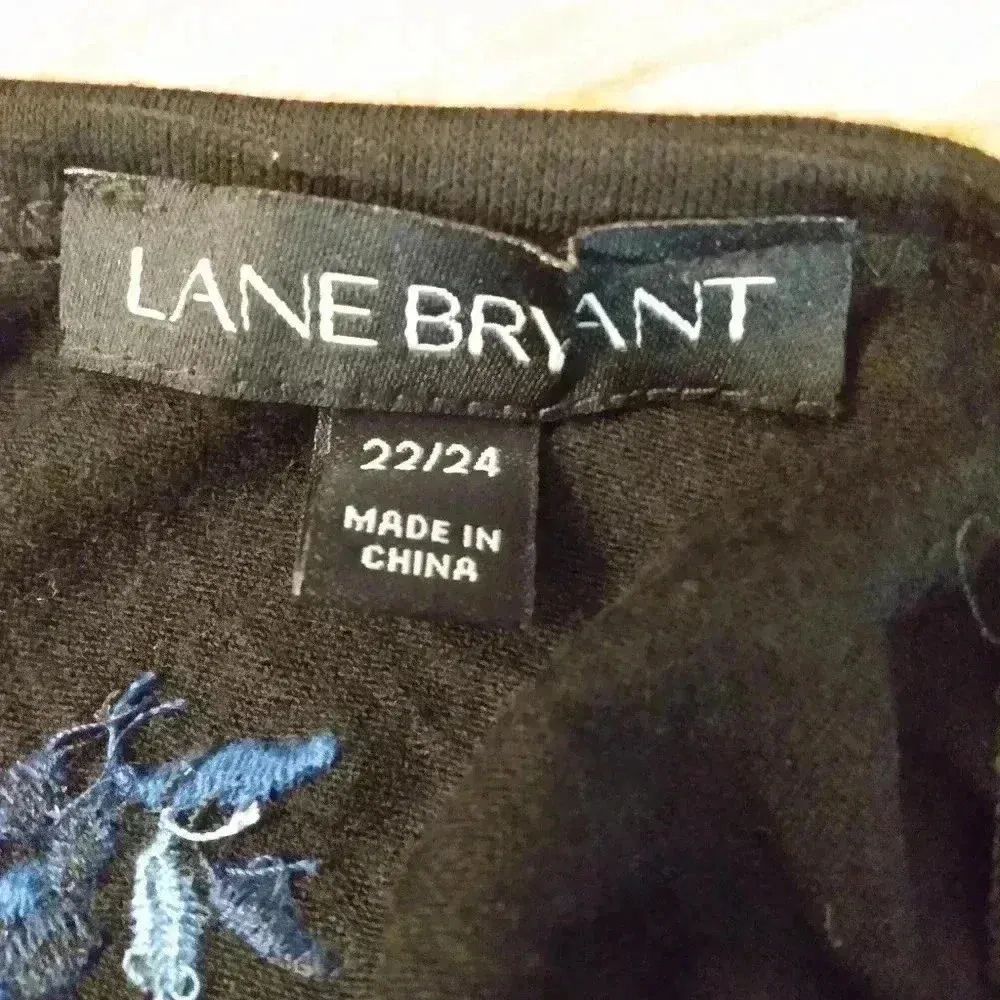 LANE BRYANT
22/24
MADE IN
CHINA